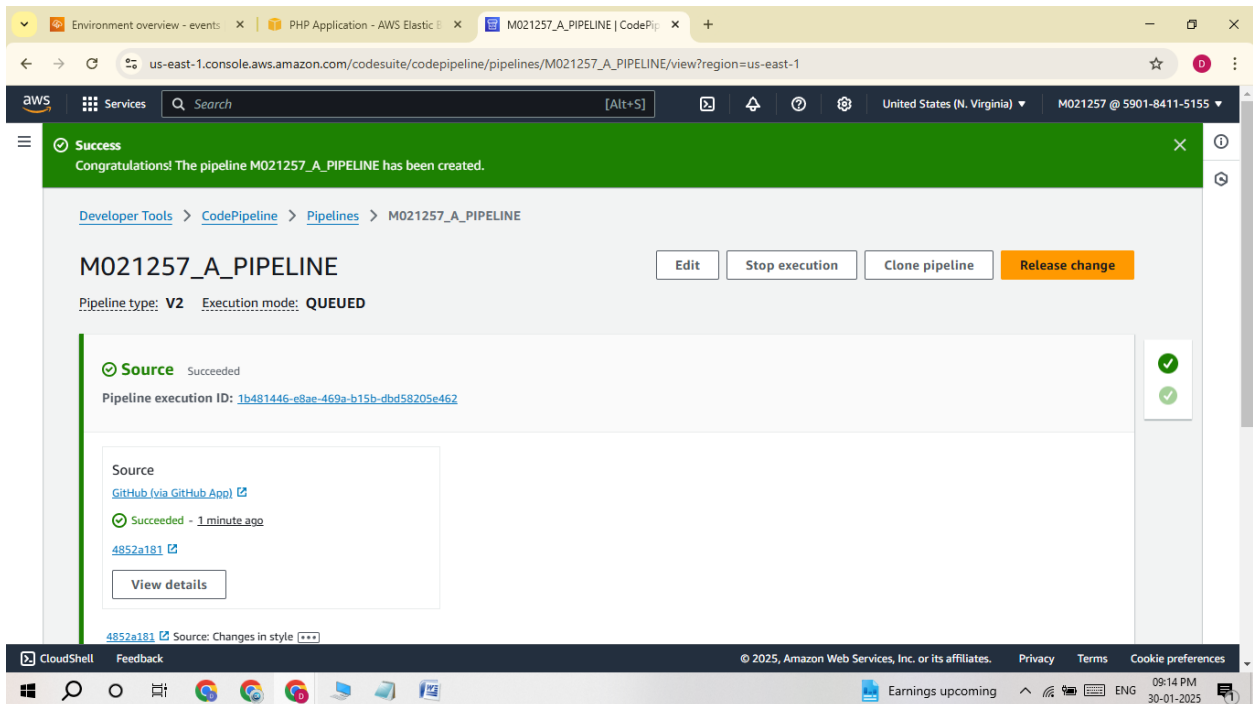 Environment overview - events
PHP Application - AWS Elastic B
M021257_A_PIPELINE | CodePip
us-east-1.console.aws.amazon.com/codesuite/codepipeline/pipelines/M021257_A_PIPELINE/view?region=us-east-1
D
aws Services Search [Alt+S] United States (N. Virginia) M021257 @ 5901-8411-5155
Success
Congratulations! The pipeline M021257_A_PIPELINE has been created.
Developer Tools > CodePipeline > Pipelines > M021257_A_PIPELINE
M021257_A_PIPELINE
Edit
Stop execution
Clone pipeline
Release change
Pipeline type: V2 Execution mode: QUEUED
Source Succeeded
Pipeline execution ID: 1b481446-e8ae-469a-b15b-dbd58205e462
Source
GitHub (via GitHub App)
Succeeded - 1 minute ago
4852a181
View details
4852a181 Source: Changes in style
CloudShell Feedback © 2025, Amazon Web Services, Inc. or its affiliates. Privacy Terms Cookie preferences
Earnings upcoming ENG 09:14 PM
30-01-2025